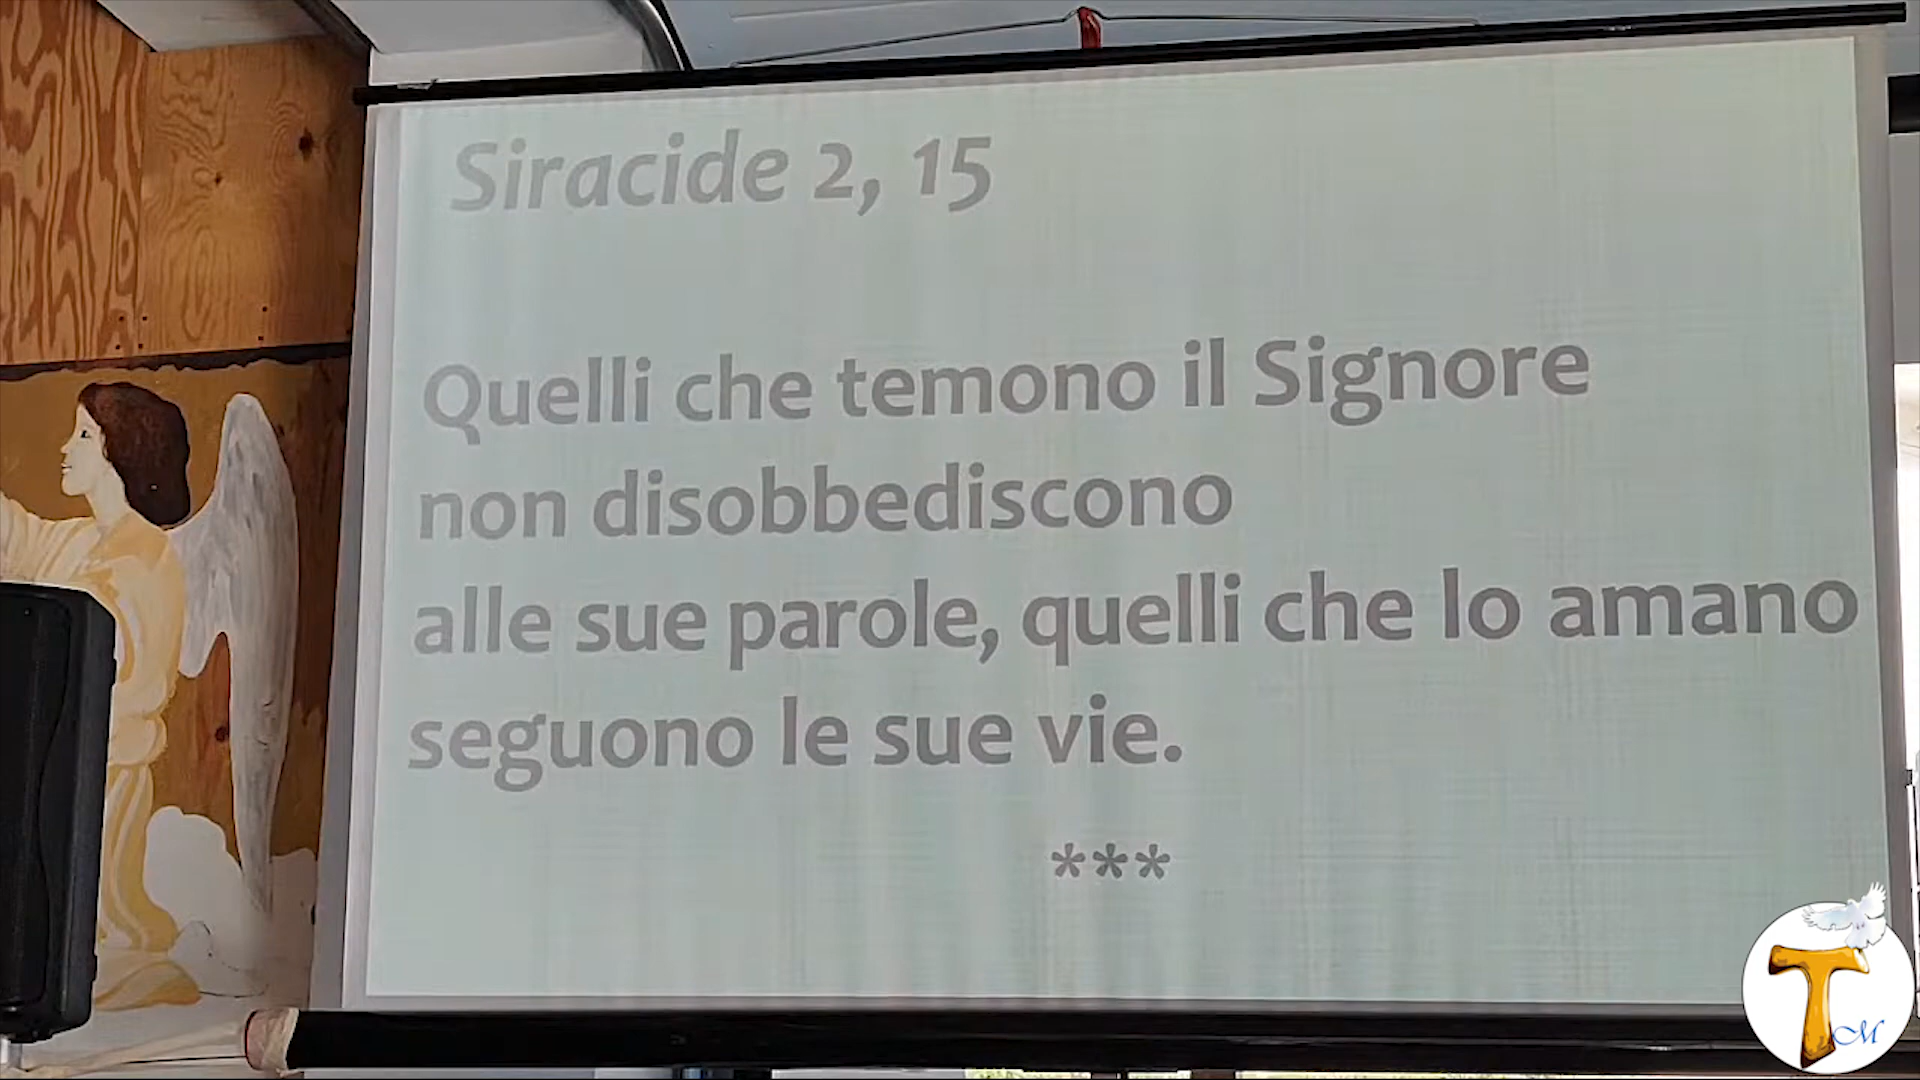 Siracide 2, 15
Quelli che temono il Signore
non disobbediscono
alle sue parole, quelli che lo amano
seguono le sue vie.
***
T M